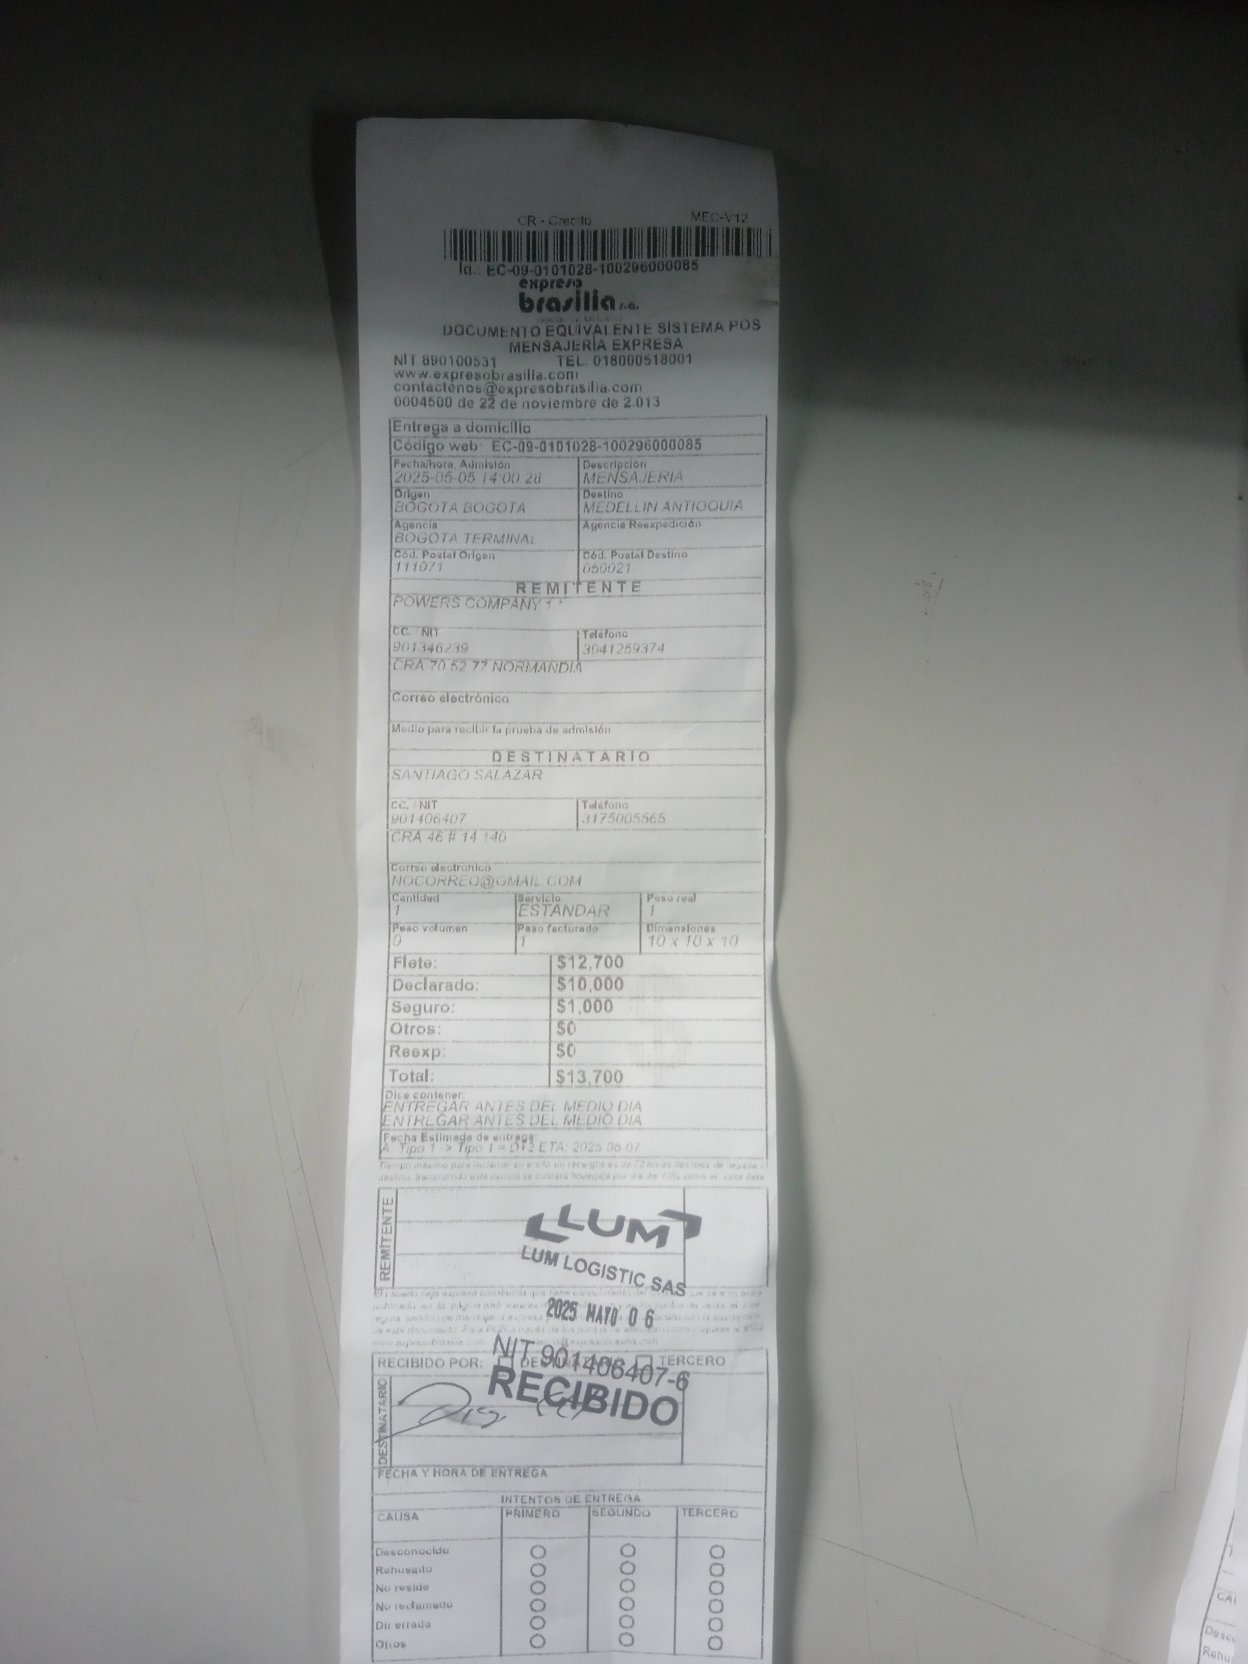 CR - Credito MEC-V12
Id.: EC-09-0101028-100296000085
expreso
brasilia s.a.
DOCUMENTO EQUIVALENTE SISTEMA POS
MENSAJERÍA EXPRESA
NIT 890100531 TEL. 018000518001
www.expresobrasilia.com
contactenos@expresobrasilia.com
0004500 de 22 de noviembre de 2.013
Entrega a domicilio
Código web: EC-09-0101028-100296000085
Fecha/hora Admisión Descripción
2025-05-05 14:00:28 MENSAJERIA
Origen Destino
BOGOTA BOGOTA MEDELLIN ANTIOQUIA
Agencia Agencia Reexpedición
BOGOTA TERMINAL
Cód. Postal Origen Cód. Postal Destino
111071 050021
REMITENTE
POWERS COMPANY
CC. / NIT Teléfono
901346239 3041259374
CRA 70 52 77 NORMANDIA
Correo electrónico
Medio para recibir la prueba de admisión
DESTINATARIO
SANTIAGO SALAZAR
CC. / NIT Teléfono
901406407 3175005565
CRA 46 # 14 140
Correo electronico
NOCORREO@GMAIL.COM
Cantidad Servicio Peso real
1 ESTANDAR 1
Peso volumen Peso facturado Dimensiones
0 1 10 x 10 x 10
Flete: $12,700
Declarado: $10,000
Seguro: $1,000
Otros: $0
Reexp: $0
Total: $13,700
Dice contener:
ENTREGAR ANTES DEL MEDIO DIA
ENTREGAR ANTES DEL MEDIO DIA
Fecha Estimada de entrega:
A. Tipo 1 -> Tipo 1 = D+2 ETA: 2025-05-07
REMITENTE
LUM
LUM LOGISTIC SAS
2025 MAYO 06
NIT 901406407-6
RECIBIDO
RECIBIDO POR: TERCERO
DESTINATARIO
FECHA Y HORA DE ENTREGA
INTENTOS DE ENTREGA
CAUSA PRIMERO SEGUNDO TERCERO
Desconocido
Rehusado
No reside
No reclamado
Dir errada
Otros